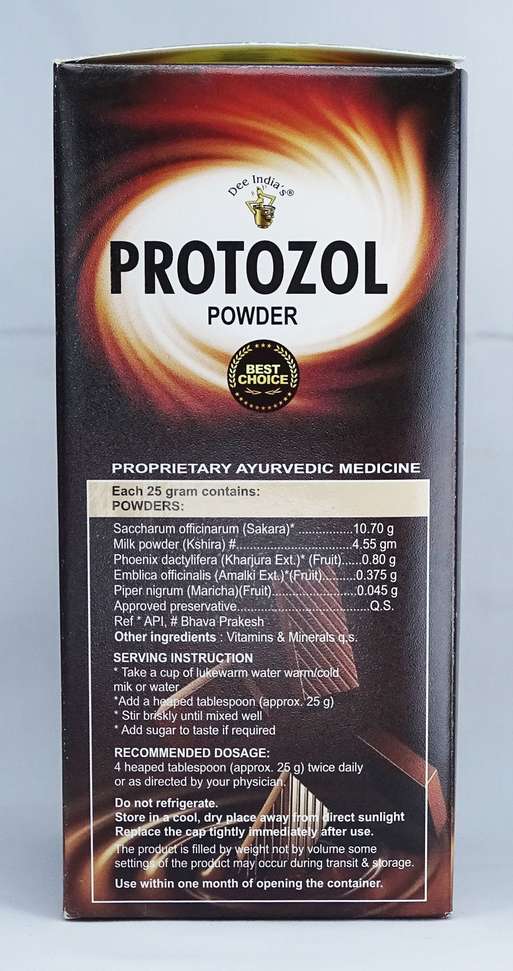 Dee India's®
PROTOZOL
POWDER
BEST
CHOICE
PROPRIETARY AYURVEDIC MEDICINE
Each 25 gram contains:
POWDERS:
Saccharum officinarum (Sakara)* ................10.70 g
Milk powder (Kshira) #.................................4.55 gm
Phoenix dactylifera (Kharjura Ext.)* (Fruit)......0.80 g
Emblica officinalis (Amalki Ext.)*(Fruit).........0.375 g
Piper nigrum (Maricha)(Fruit)........................0.045 g
Approved preservative......................................Q.S.
Ref * API, # Bhava Prakesh
Other ingredients : Vitamins & Minerals q.s.
SERVING INSTRUCTION
* Take a cup of lukewarm water warm/cold
mik or water
*Add a heaped tablespoon (approx. 25 g)
* Stir briskly until mixed well
* Add sugar to taste if required
RECOMMENDED DOSAGE:
4 heaped tablespoon (approx. 25 g) twice daily
or as directed by your physician.
Do not refrigerate.
Store in a cool, dry place away from direct sunlight
Replace the cap tightly immediately after use.
The product is filled by weight not by volume some
settings of the product may occur during transit & storage.
Use within one month of opening the container.